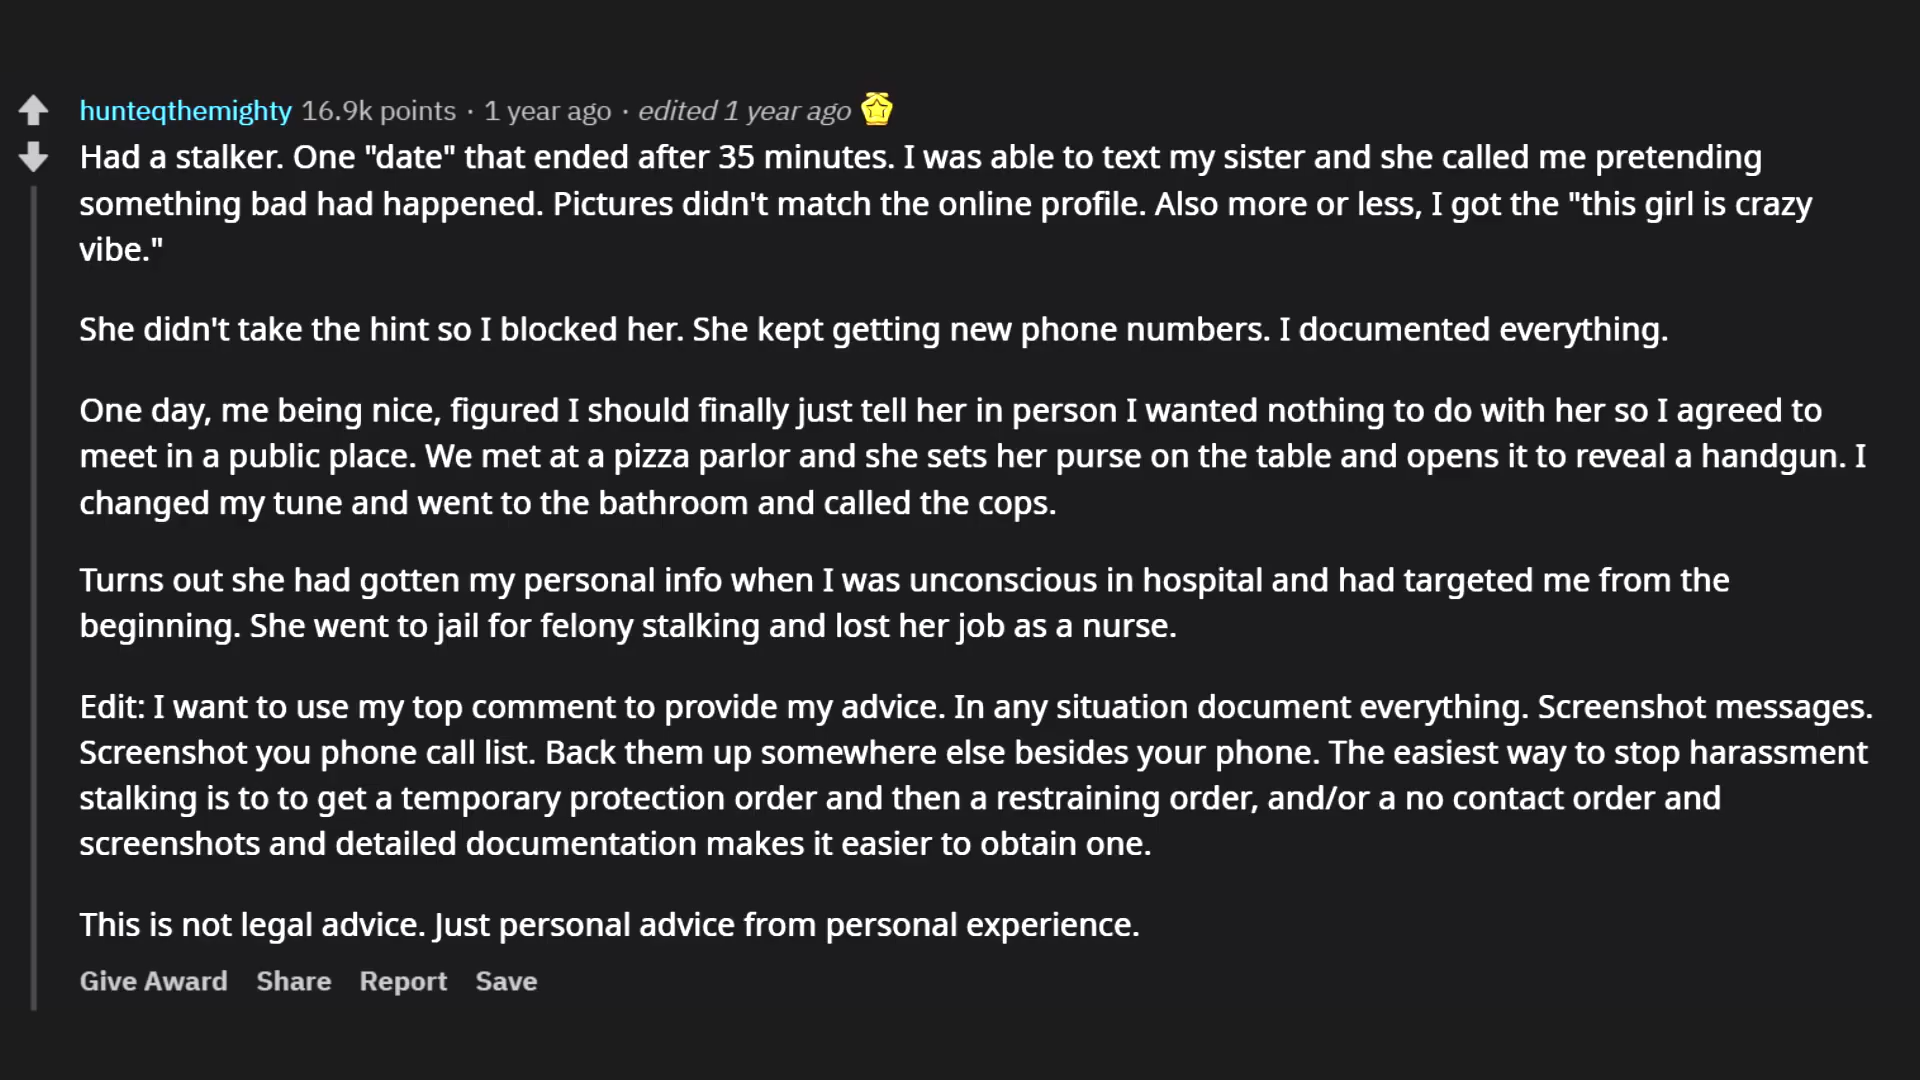 hunteqthemighty 16.9k points · 1 year ago · edited 1 year ago
Had a stalker. One "date" that ended after 35 minutes. I was able to text my sister and she called me pretending
something bad had happened. Pictures didn't match the online profile. Also more or less, I got the "this girl is crazy
vibe."
She didn't take the hint so I blocked her. She kept getting new phone numbers. I documented everything.
One day, me being nice, figured I should finally just tell her in person I wanted nothing to do with her so I agreed to
meet in a public place. We met at a pizza parlor and she sets her purse on the table and opens it to reveal a handgun. I
changed my tune and went to the bathroom and called the cops.
Turns out she had gotten my personal info when I was unconscious in hospital and had targeted me from the
beginning. She went to jail for felony stalking and lost her job as a nurse.
Edit: I want to use my top comment to provide my advice. In any situation document everything. Screenshot messages.
Screenshot you phone call list. Back them up somewhere else besides your phone. The easiest way to stop harassment
stalking is to to get a temporary protection order and then a restraining order, and/or a no contact order and
screenshots and detailed documentation makes it easier to obtain one.
This is not legal advice. Just personal advice from personal experience.
Give Award Share Report Save